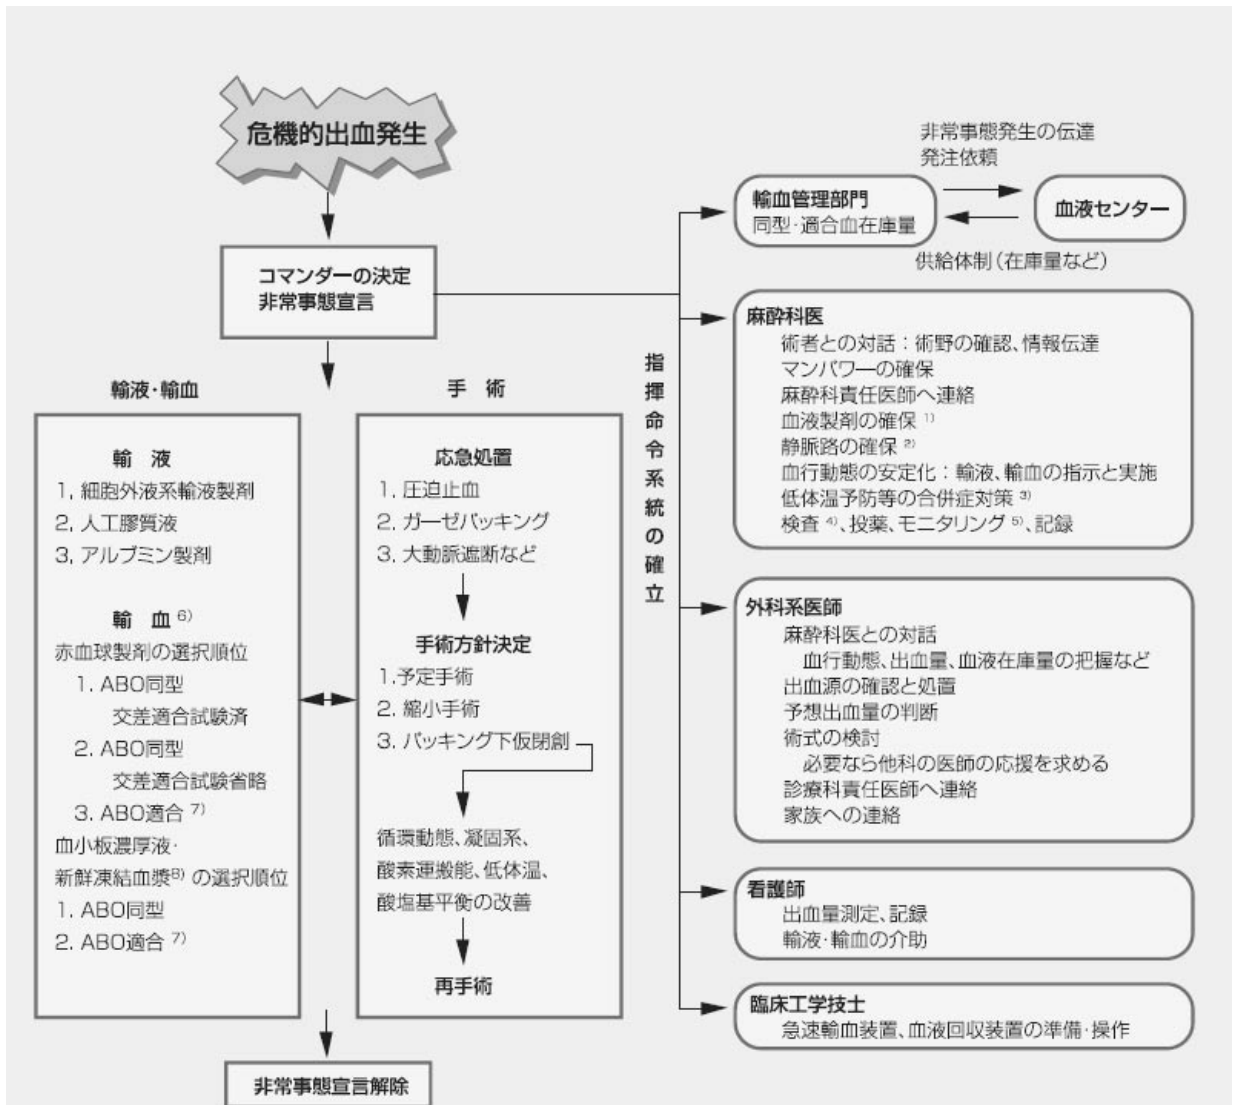 危機的出血発生
コマンダーの決定
非常事態宣言
輸液・輸血
輸 液
1, 細胞外液系輸液製剤
2, 人工膠質液
3, アルブミン製剤
輸 血 6)
赤血球製剤の選択順位
1. ABO同型
交差適合試験済
2. ABO同型
交差適合試験省略
3. ABO適合 7)
血小板濃厚液・
新鮮凍結血漿8) の選択順位
1. ABO同型
2. ABO適合 7)
手 術
応急処置
1. 圧迫止血
2. ガーゼパッキング
3. 大動脈遮断など
手術方針決定
1.予定手術
2. 縮小手術
3. パッキング下仮閉創
循環動態、凝固系、
酸素運搬能、低体温、
酸塩基平衡の改善
再手術
非常事態宣言解除
指揮命令系統の確立
非常事態発生の伝達
発注依頼
輸血管理部門
同型・適合血在庫量
血液センター
供給体制（在庫量など）
麻酔科医
術者との対話：術野の確認、情報伝達
マンパワーの確保
麻酔科責任医師へ連絡
血液製剤の確保 1)
静脈路の確保 2)
血行動態の安定化：輸液、輸血の指示と実施
低体温予防等の合併症対策 3)
検査 4)、投薬、モニタリング 5)、記録
外科系医師
麻酔科医との対話
血行動態、出血量、血液在庫量の把握など
出血源の確認と処置
予想出血量の判断
術式の検討
必要なら他科の医師の応援を求める
診療科責任医師へ連絡
家族への連絡
看護師
出血量測定、記録
輸液・輸血の介助
臨床工学技士
急速輸血装置、血液回収装置の準備・操作